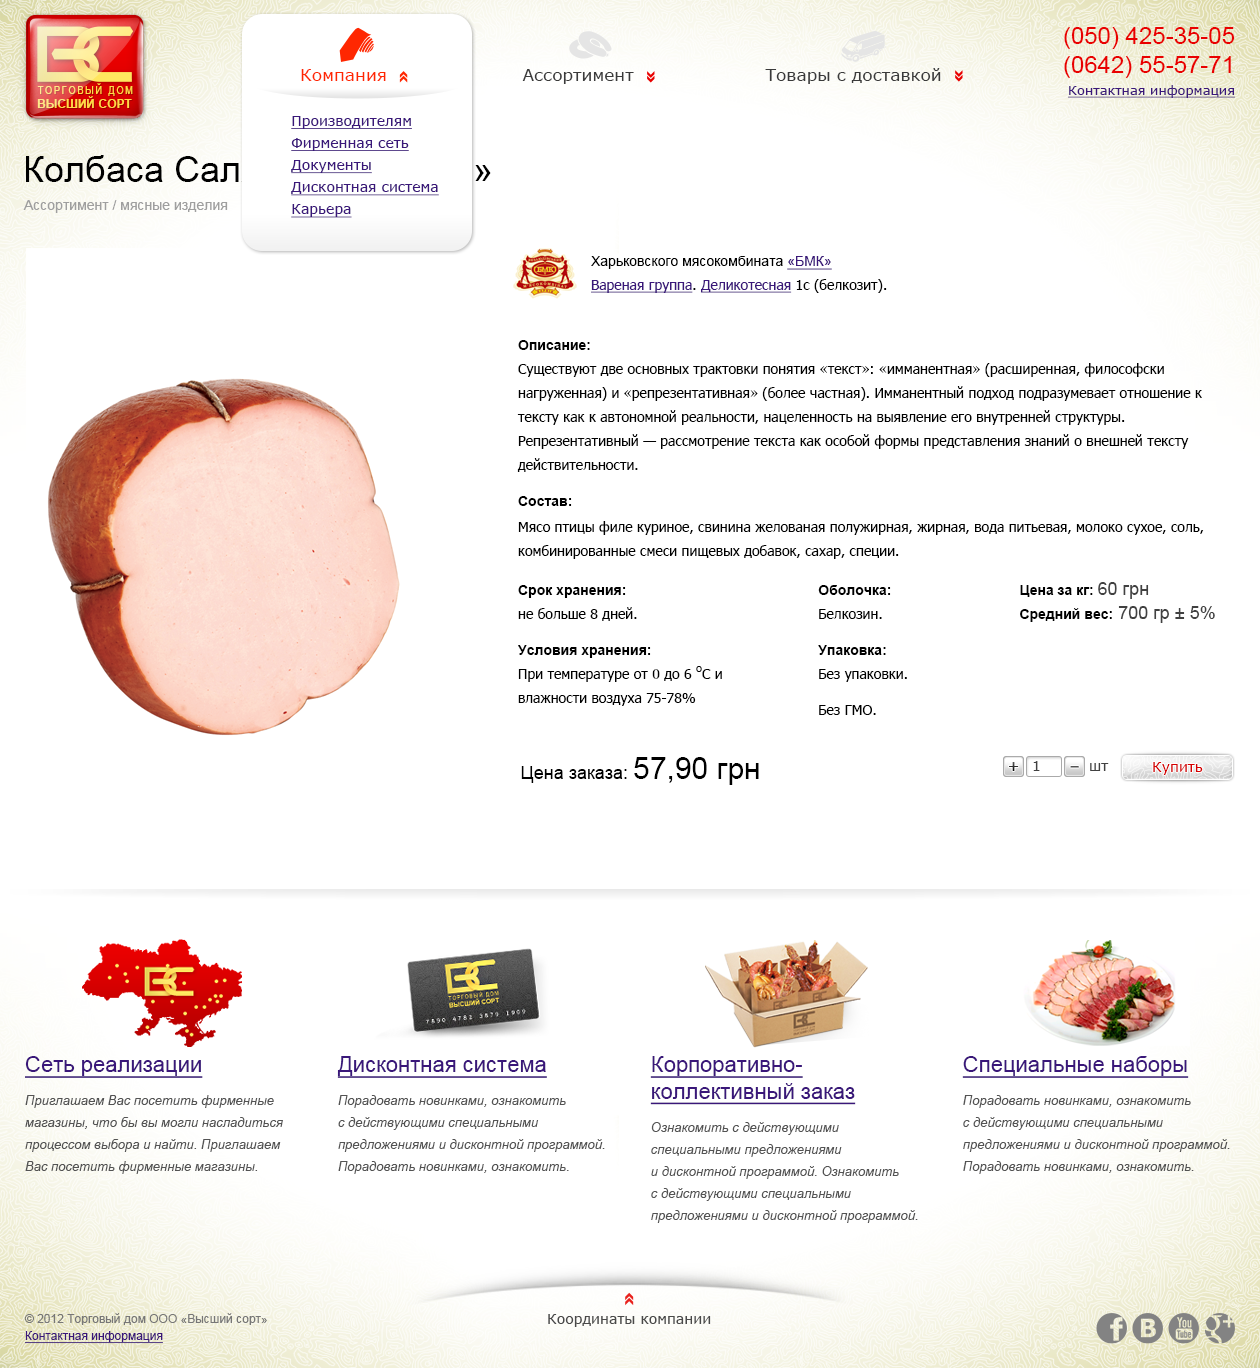 ТОРГОВЫЙ ДОМ
ВЫСШИЙ СОРТ
Компания
Ассортимент
Товары с доставкой
(050) 425-35-05
(0642) 55-57-71
Контактная информация
Производителям
Фирменная сеть
Документы
Дисконтная система
Карьера
Колбаса Сал »
Ассортимент / мясные изделия
Харьковского мясокомбината «БМК»
Вареная группа. Деликотесная 1с (белкозит).
Описание:
Существуют две основных трактовки понятия «текст»: «имманентная» (расширенная, философски
нагруженная) и «репрезентативная» (более частная). Имманентный подход подразумевает отношение к
тексту как к автономной реальности, нацеленность на выявление его внутренней структуры.
Репрезентативный — рассмотрение текста как особой формы представления знаний о внешней тексту
действительности.
Состав:
Мясо птицы филе куриное, свинина желованая полужирная, жирная, вода питьевая, молоко сухое, соль,
комбинированные смеси пищевых добавок, сахар, специи.
Срок хранения:
не больше 8 дней.
Оболочка:
Белкозин.
Цена за кг: 60 грн
Средний вес: 700 гр ± 5%
Условия хранения:
При температуре от 0 до 6 °С и
влажности воздуха 75-78%
Упаковка:
Без упаковки.
Без ГМО.
Цена заказа: 57,90 грн
+ 1 − шт
Купить
ТОРГОВЫЙ ДОМ
ВЫСШИЙ СОРТ
7890 4782 3879 1909
Сеть реализации
Приглашаем Вас посетить фирменные
магазины, что бы вы могли насладиться
процессом выбора и найти. Приглашаем
Вас посетить фирменные магазины.
Дисконтная система
Порадовать новинками, ознакомить
с действующими специальными
предложениями и дисконтной программой.
Порадовать новинками, ознакомить.
Корпоративно-
коллективный заказ
Ознакомить с действующими
специальными предложениями
и дисконтной программой. Ознакомить
с действующими специальными
предложениями и дисконтной программой.
Специальные наборы
Порадовать новинками, ознакомить
с действующими специальными
предложениями и дисконтной программой.
Порадовать новинками, ознакомить.
Координаты компании
© 2012 Торговый дом ООО «Высший сорт»
Контактная информация
You
Tube